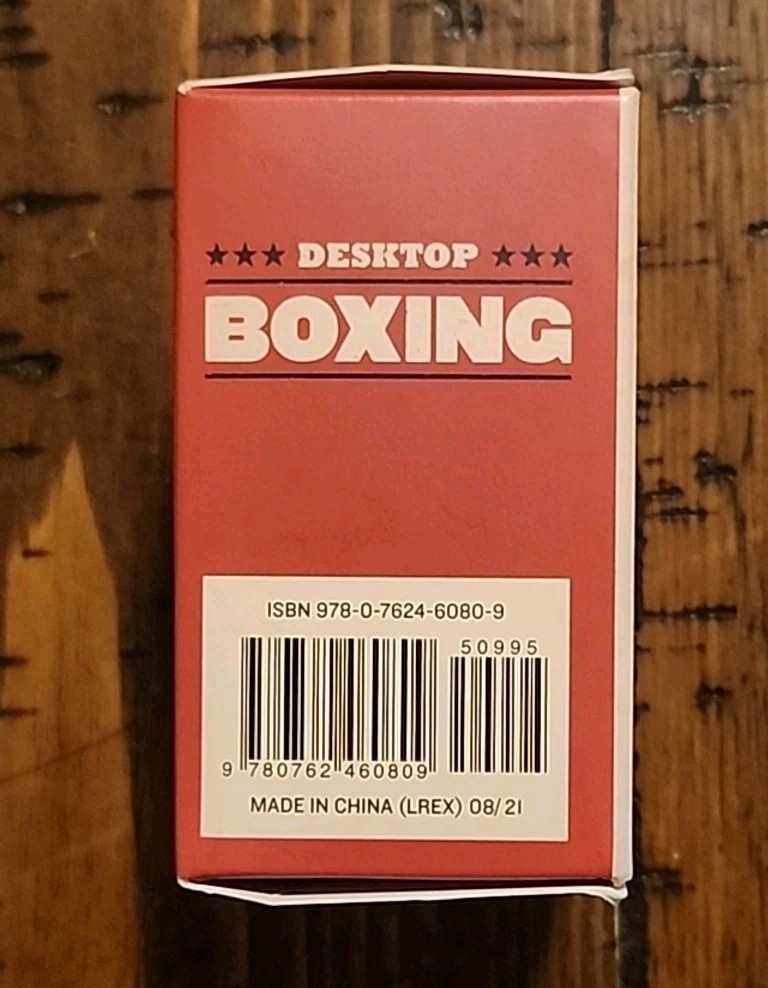 ★★★ DESKTOP ★★★
BOXING
ISBN 978-0-7624-6080-9
50995
9 780762 460809
MADE IN CHINA (LREX) 08/21